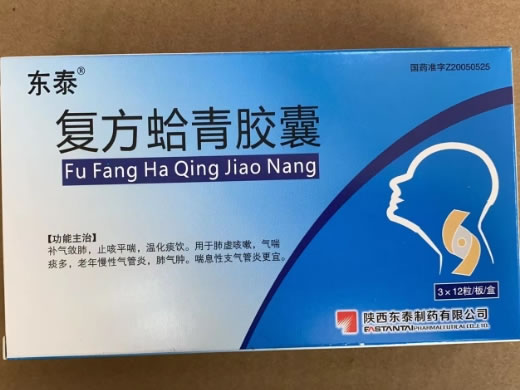 东泰®
国药准字Z20050525
复方蛤青胶囊
Fu Fang Ha Qing Jiao Nang
【功能主治】
补气敛肺，止咳平喘，温化痰饮。用于肺虚咳嗽，气喘
痰多，老年慢性气管炎，肺气肿。喘息性支气管炎更宜。
3×12粒/板/盒
陕西东泰制药有限公司
EASTANTAI PHARMACEUTICAL CO.,LTD